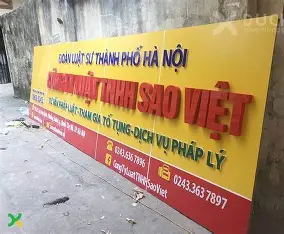 ĐOÀN LUẬT SƯ THÀNH PHỐ HÀ NỘI
CÔNG TY LUẬT TNHH SAO VIỆT
TƯ VẤN PHÁP LUẬT-THAM GIA TỐ TỤNG-DỊCH VỤ PHÁP LÝ
0243.636 7896
CongTyLuatTNHHSaoViet
0243.363 7897